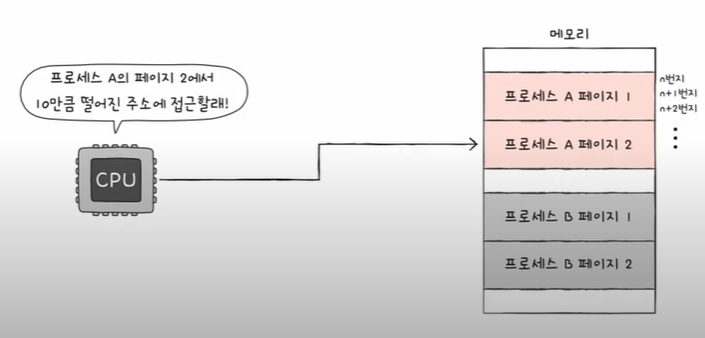 메모리
프로세스 A의 페이지 2에서
10만큼 떨어진 주소에 접근할래!
CPU
프로세스 A 페이지 1
프로세스 A 페이지 2
프로세스 B 페이지 1
프로세스 B 페이지 2
n번지
n+1번지
n+2번지